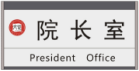 院长室
President Office